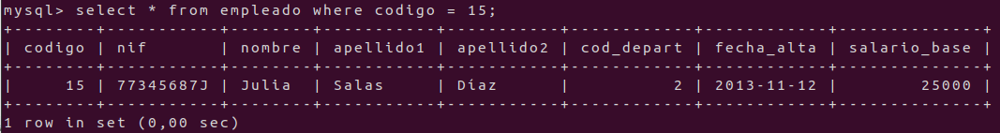 mysql> select * from empleado where codigo = 15;
+--------+-----------+--------+-----------+-----------+------------+------------+--------------+
| codigo | nif       | nombre | apellido1 | apellido2 | cod_depart | fecha_alta | salario_base |
+--------+-----------+--------+-----------+-----------+------------+------------+--------------+
|     15 | 77345687J | Julia  | Salas     | Díaz      |          2 | 2013-11-12 |        25000 |
+--------+-----------+--------+-----------+-----------+------------+------------+--------------+
1 row in set (0,00 sec)